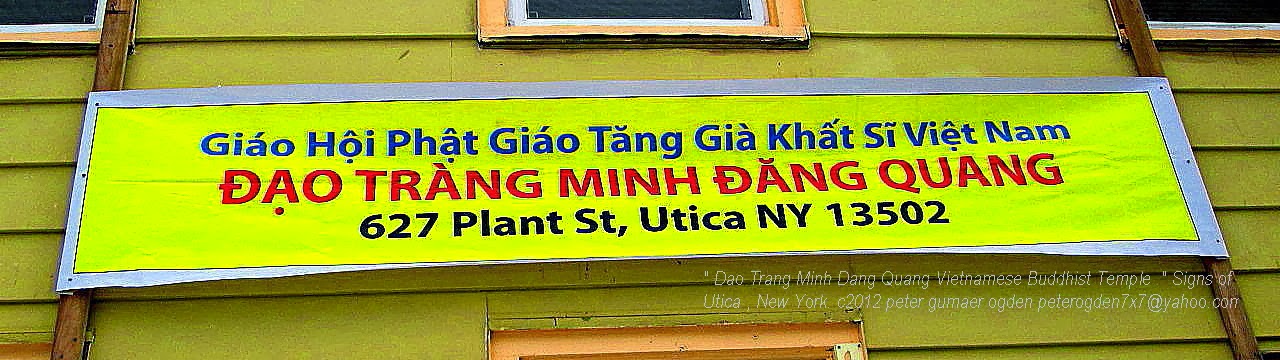 Giáo Hội Phật Giáo Tăng Già Khất Sĩ Việt Nam
ĐẠO TRÀNG MINH ĐĂNG QUANG
627 Plant St, Utica NY 13502
" Dao Trang Minh Dang Quang Vietnamese Buddhist Temple " Signs of
Utica , New York c2012 peter gumaer ogden peterogden7x7@yahoo.con